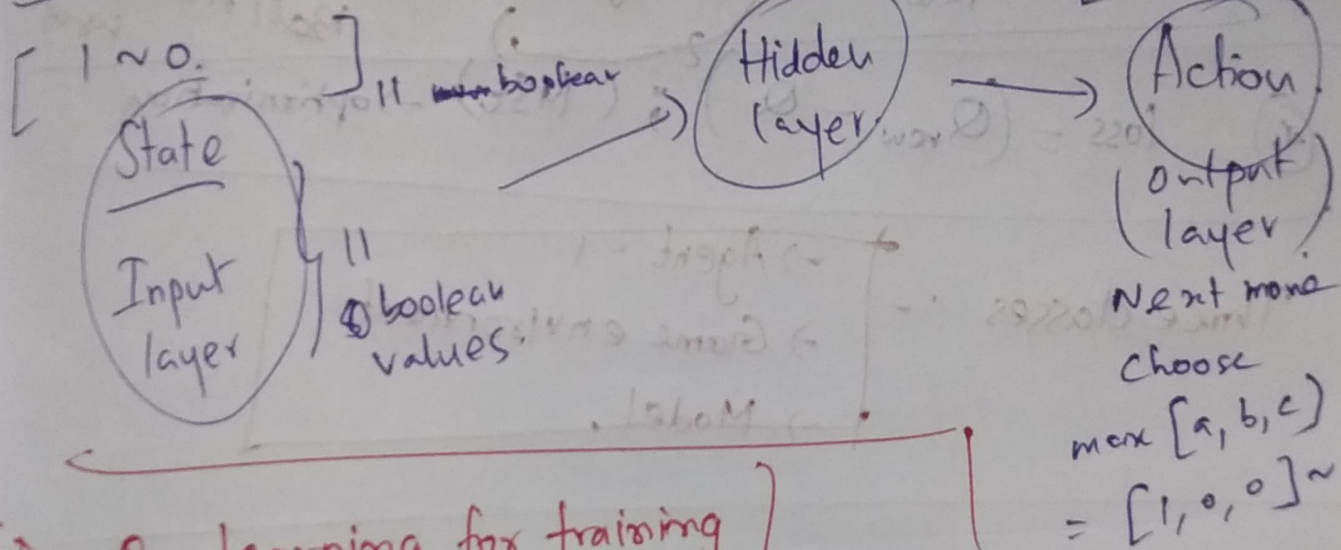 [ 1 ~ 0. ] 11 boolean
State
Input
layer
11
boolean
values.
Hidden
layer
Action
(output
layer)
Next move
choose
max [a, b, c)
= [1, 0, 0] ~
learning for training ]